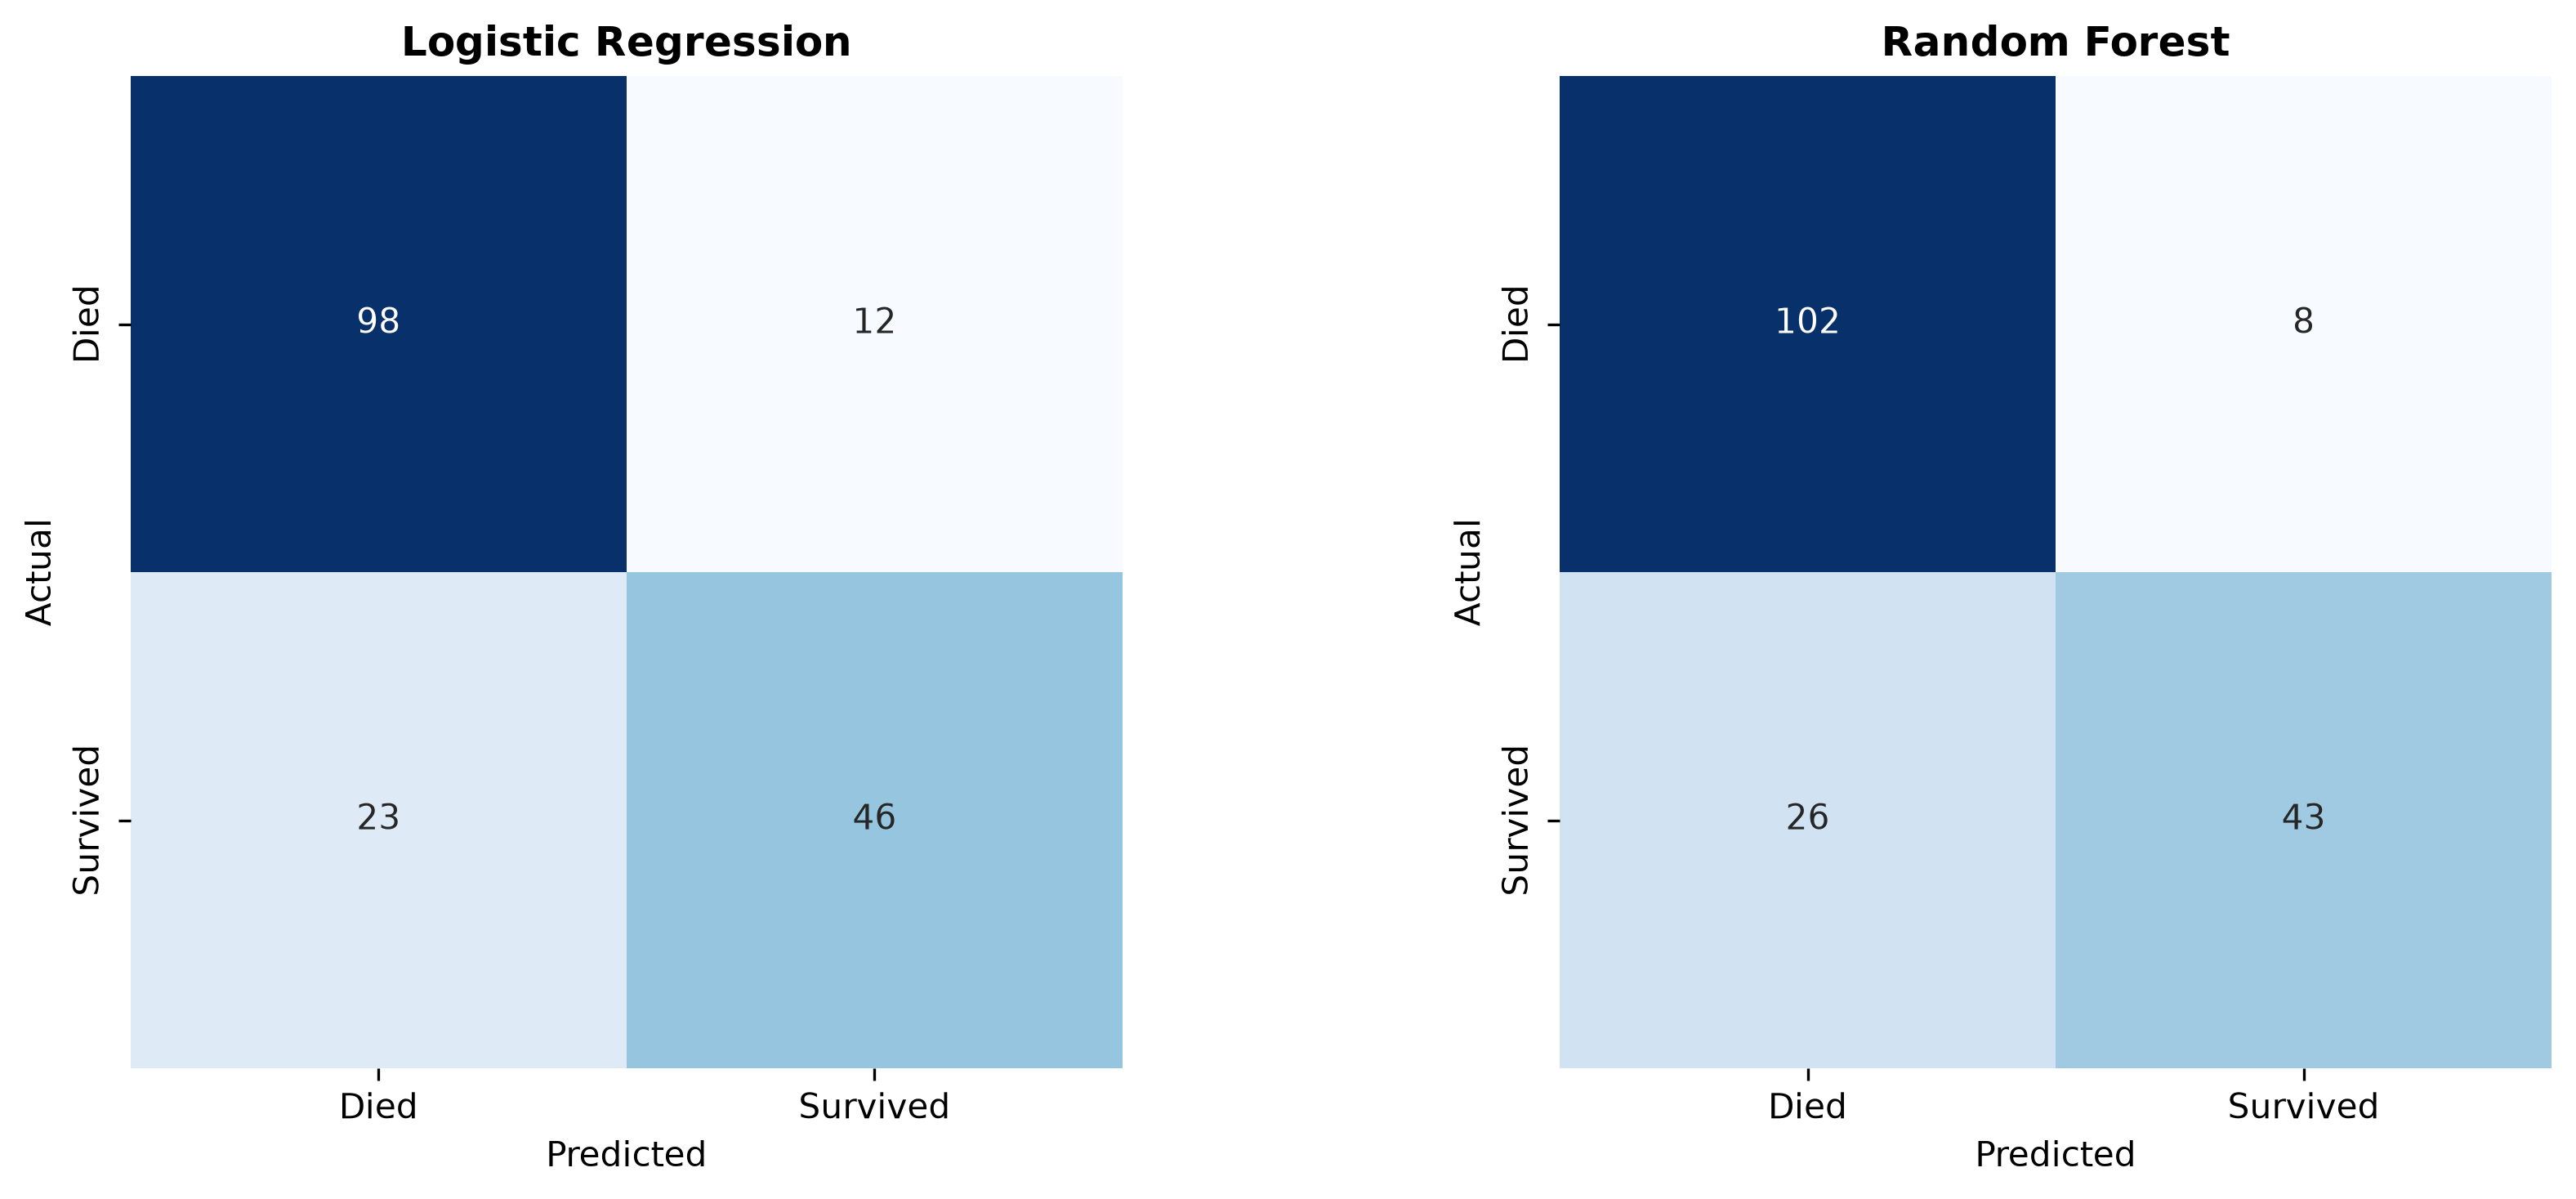 Logistic Regression
Actual
Died
98
12
Survived
23
46
Died
Survived
Predicted
Random Forest
Actual
Died
102
8
Survived
26
43
Died
Survived
Predicted